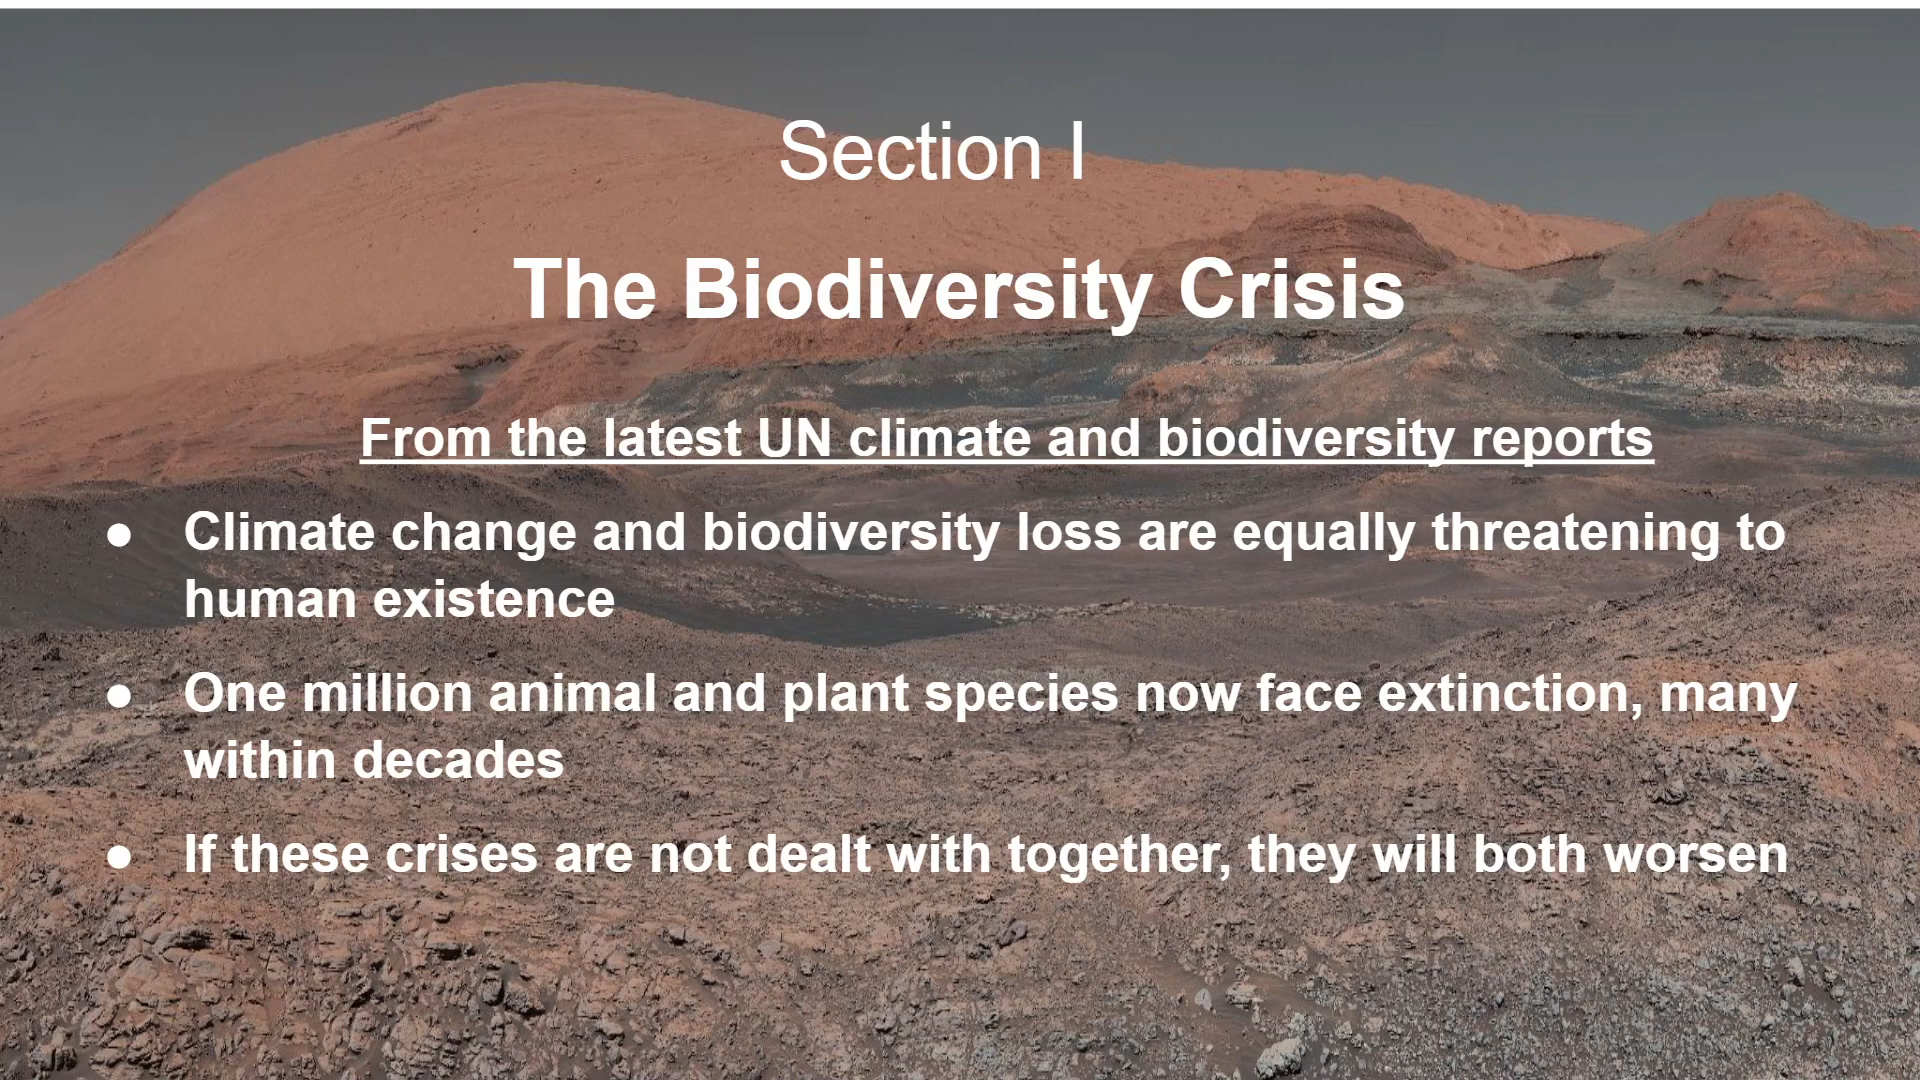 Section I
The Biodiversity Crisis
From the latest UN climate and biodiversity reports
● Climate change and biodiversity loss are equally threatening to
human existence
● One million animal and plant species now face extinction, many
within decades
● If these crises are not dealt with together, they will both worsen